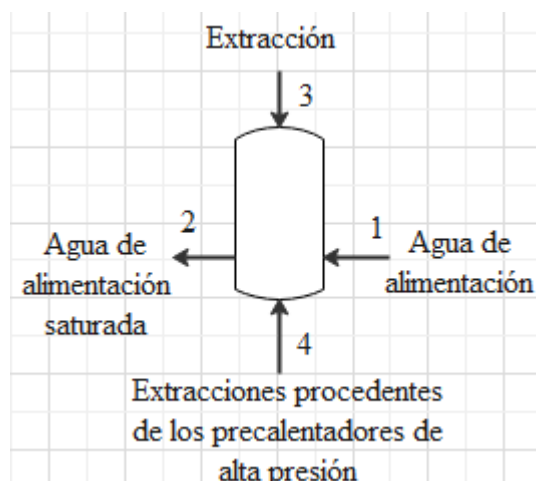 Extracción
3
2
1
Agua de
alimentación
saturada
Agua de
alimentación
4
Extracciones procedentes
de los precalentadores de
alta presión